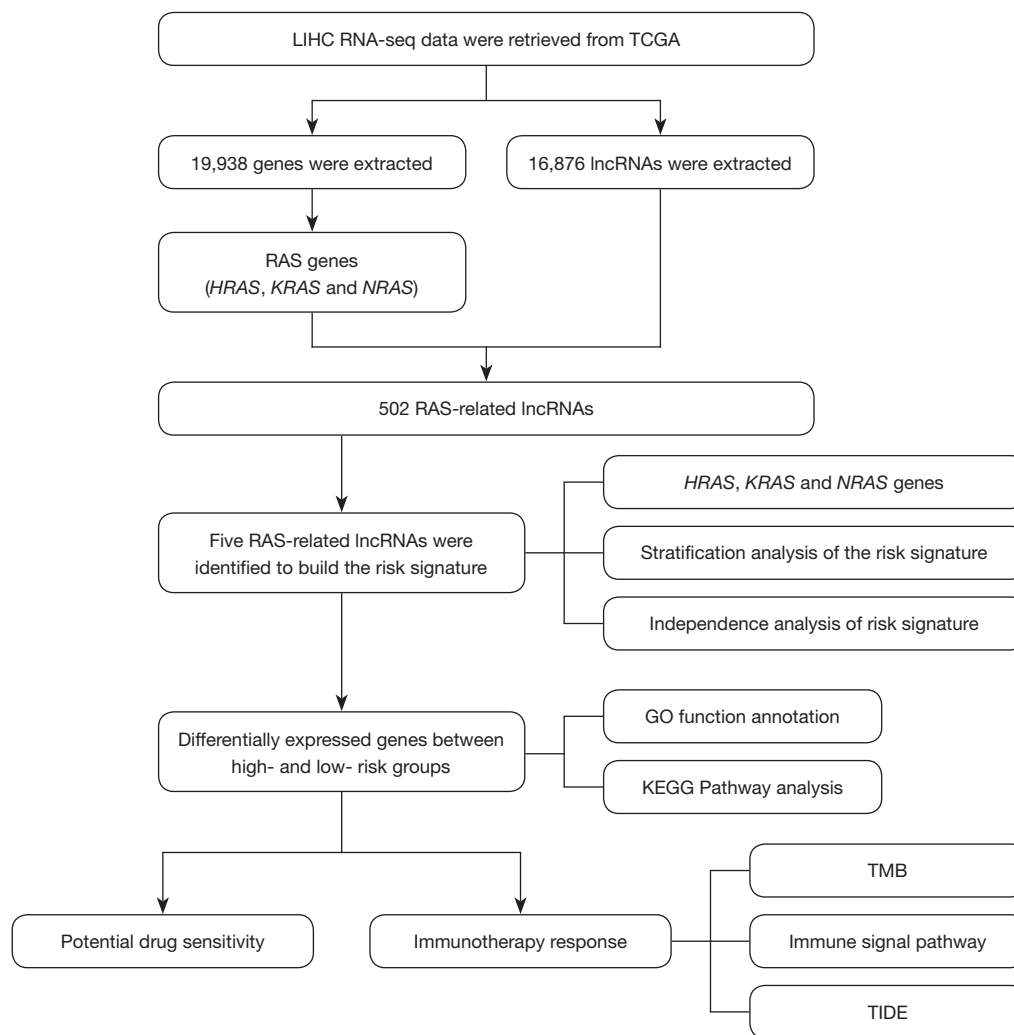 LIHC RNA-seq data were retrieved from TCGA
19,938 genes were extracted
16,876 lncRNAs were extracted
RAS genes
(HRAS, KRAS and NRAS)
502 RAS-related lncRNAs
HRAS, KRAS and NRAS genes
Five RAS-related lncRNAs were
identified to build the risk signature
Stratification analysis of the risk signature
Independence analysis of risk signature
Differentially expressed genes between
high- and low- risk groups
GO function annotation
KEGG Pathway analysis
Potential drug sensitivity
Immunotherapy response
TMB
Immune signal pathway
TIDE